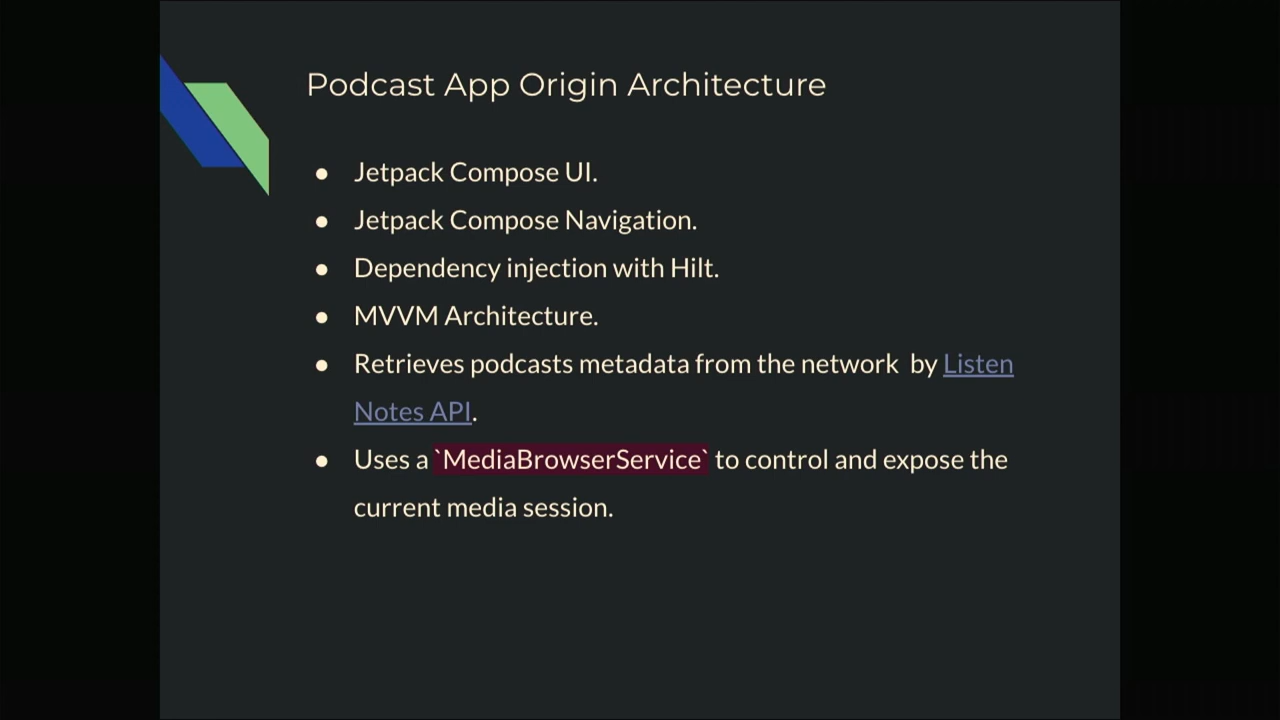 Podcast App Origin Architecture
● Jetpack Compose UI.
● Jetpack Compose Navigation.
● Dependency injection with Hilt.
● MVVM Architecture.
● Retrieves podcasts metadata from the network  by Listen
Notes API.
● Uses a `MediaBrowserService` to control and expose the
current media session.